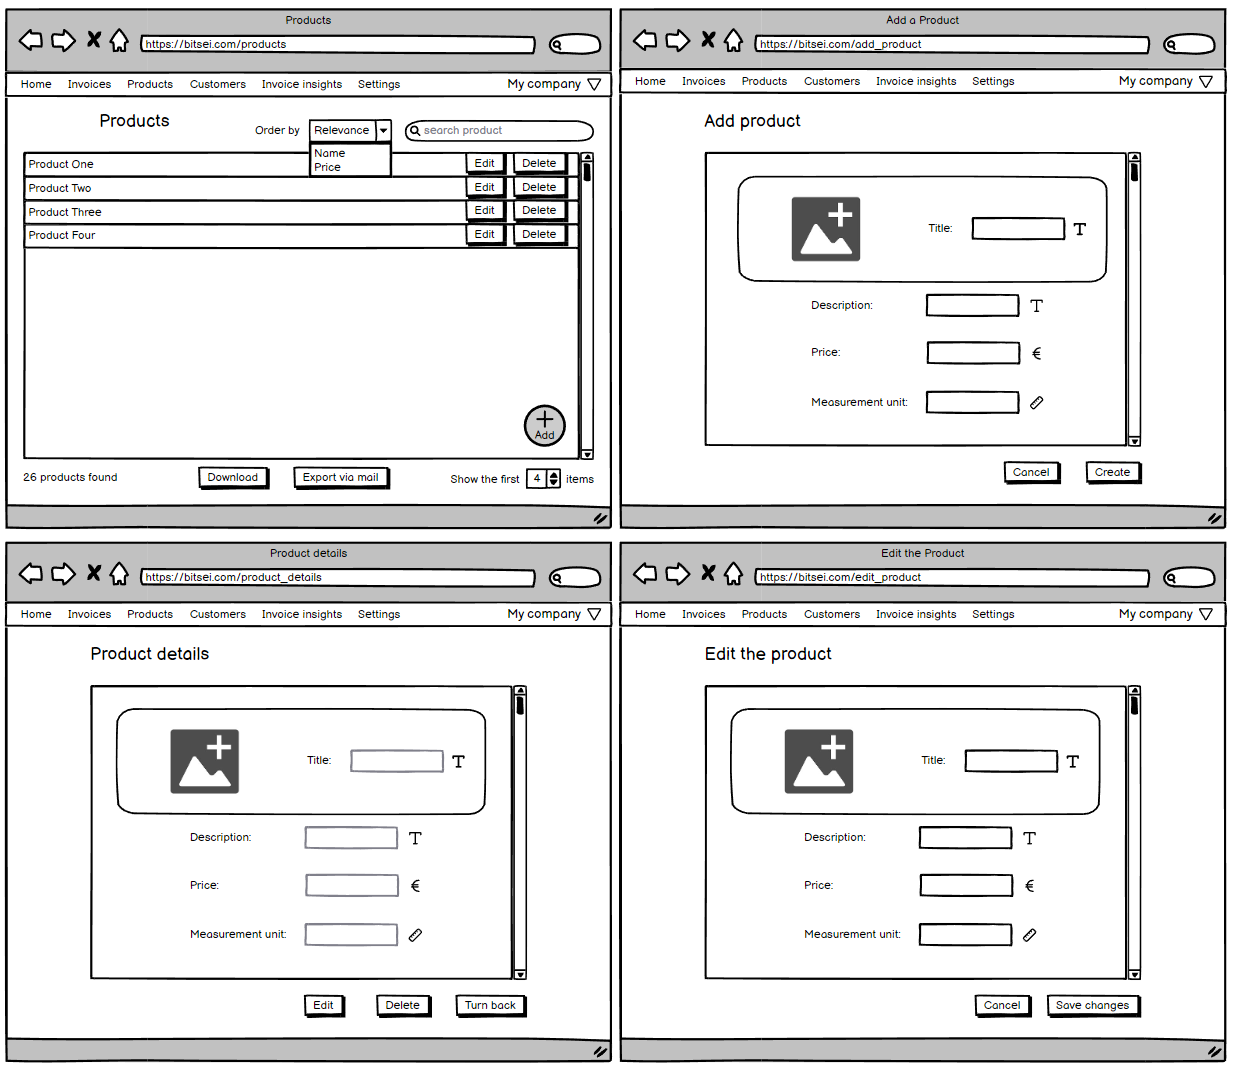 Products
https://bitsei.com/products
Home Invoices Products Customers Invoice insights Settings My company
Products
Order by Relevance search product
Name
Price
Product One Edit Delete
Product Two Edit Delete
Product Three Edit Delete
Product Four Edit Delete
+
Add
26 products found Download Export via mail Show the first 4 items
Add a Product
https://bitsei.com/add_product
Home Invoices Products Customers Invoice insights Settings My company
Add product
Title: T
Description: T
Price: €
Measurement unit:
Cancel Create
Product details
https://bitsei.com/product_details
Home Invoices Products Customers Invoice insights Settings My company
Product details
Title: T
Description: T
Price: €
Measurement unit:
Edit Delete Turn back
Edit the Product
https://bitsei.com/edit_product
Home Invoices Products Customers Invoice insights Settings My company
Edit the product
Title: T
Description: T
Price: €
Measurement unit:
Cancel Save changes